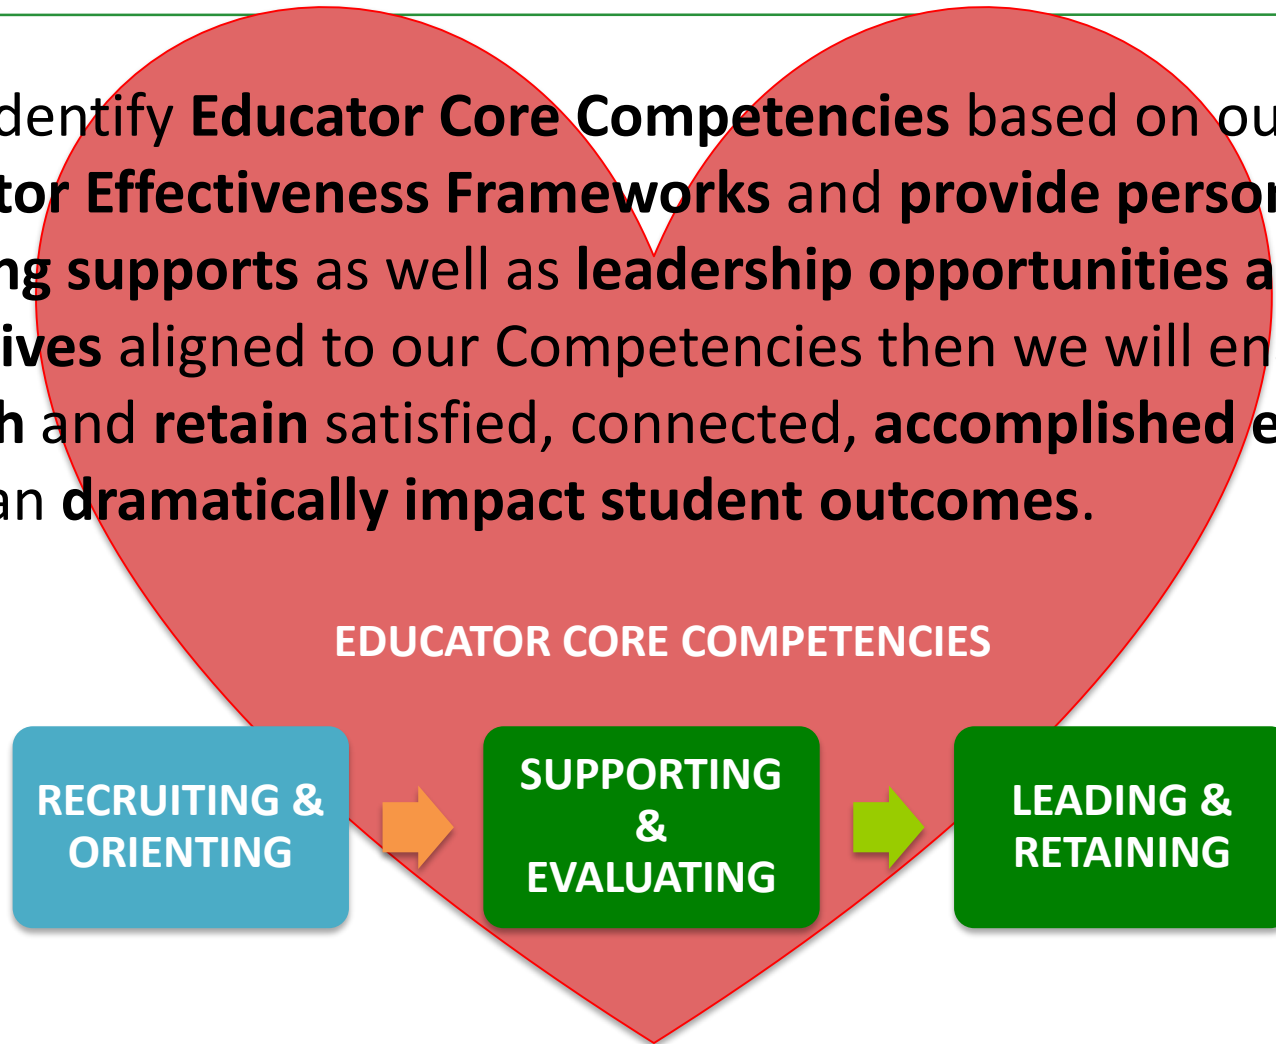 dentify Educator Core Competencies based on ou
tor Effectiveness Frameworks and provide person
ng supports as well as leadership opportunities a
ives aligned to our Competencies then we will en
h and retain satisfied, connected, accomplished e
an dramatically impact student outcomes.
EDUCATOR CORE COMPETENCIES
RECRUITING &
ORIENTING
SUPPORTING
&
EVALUATING
LEADING &
RETAINING